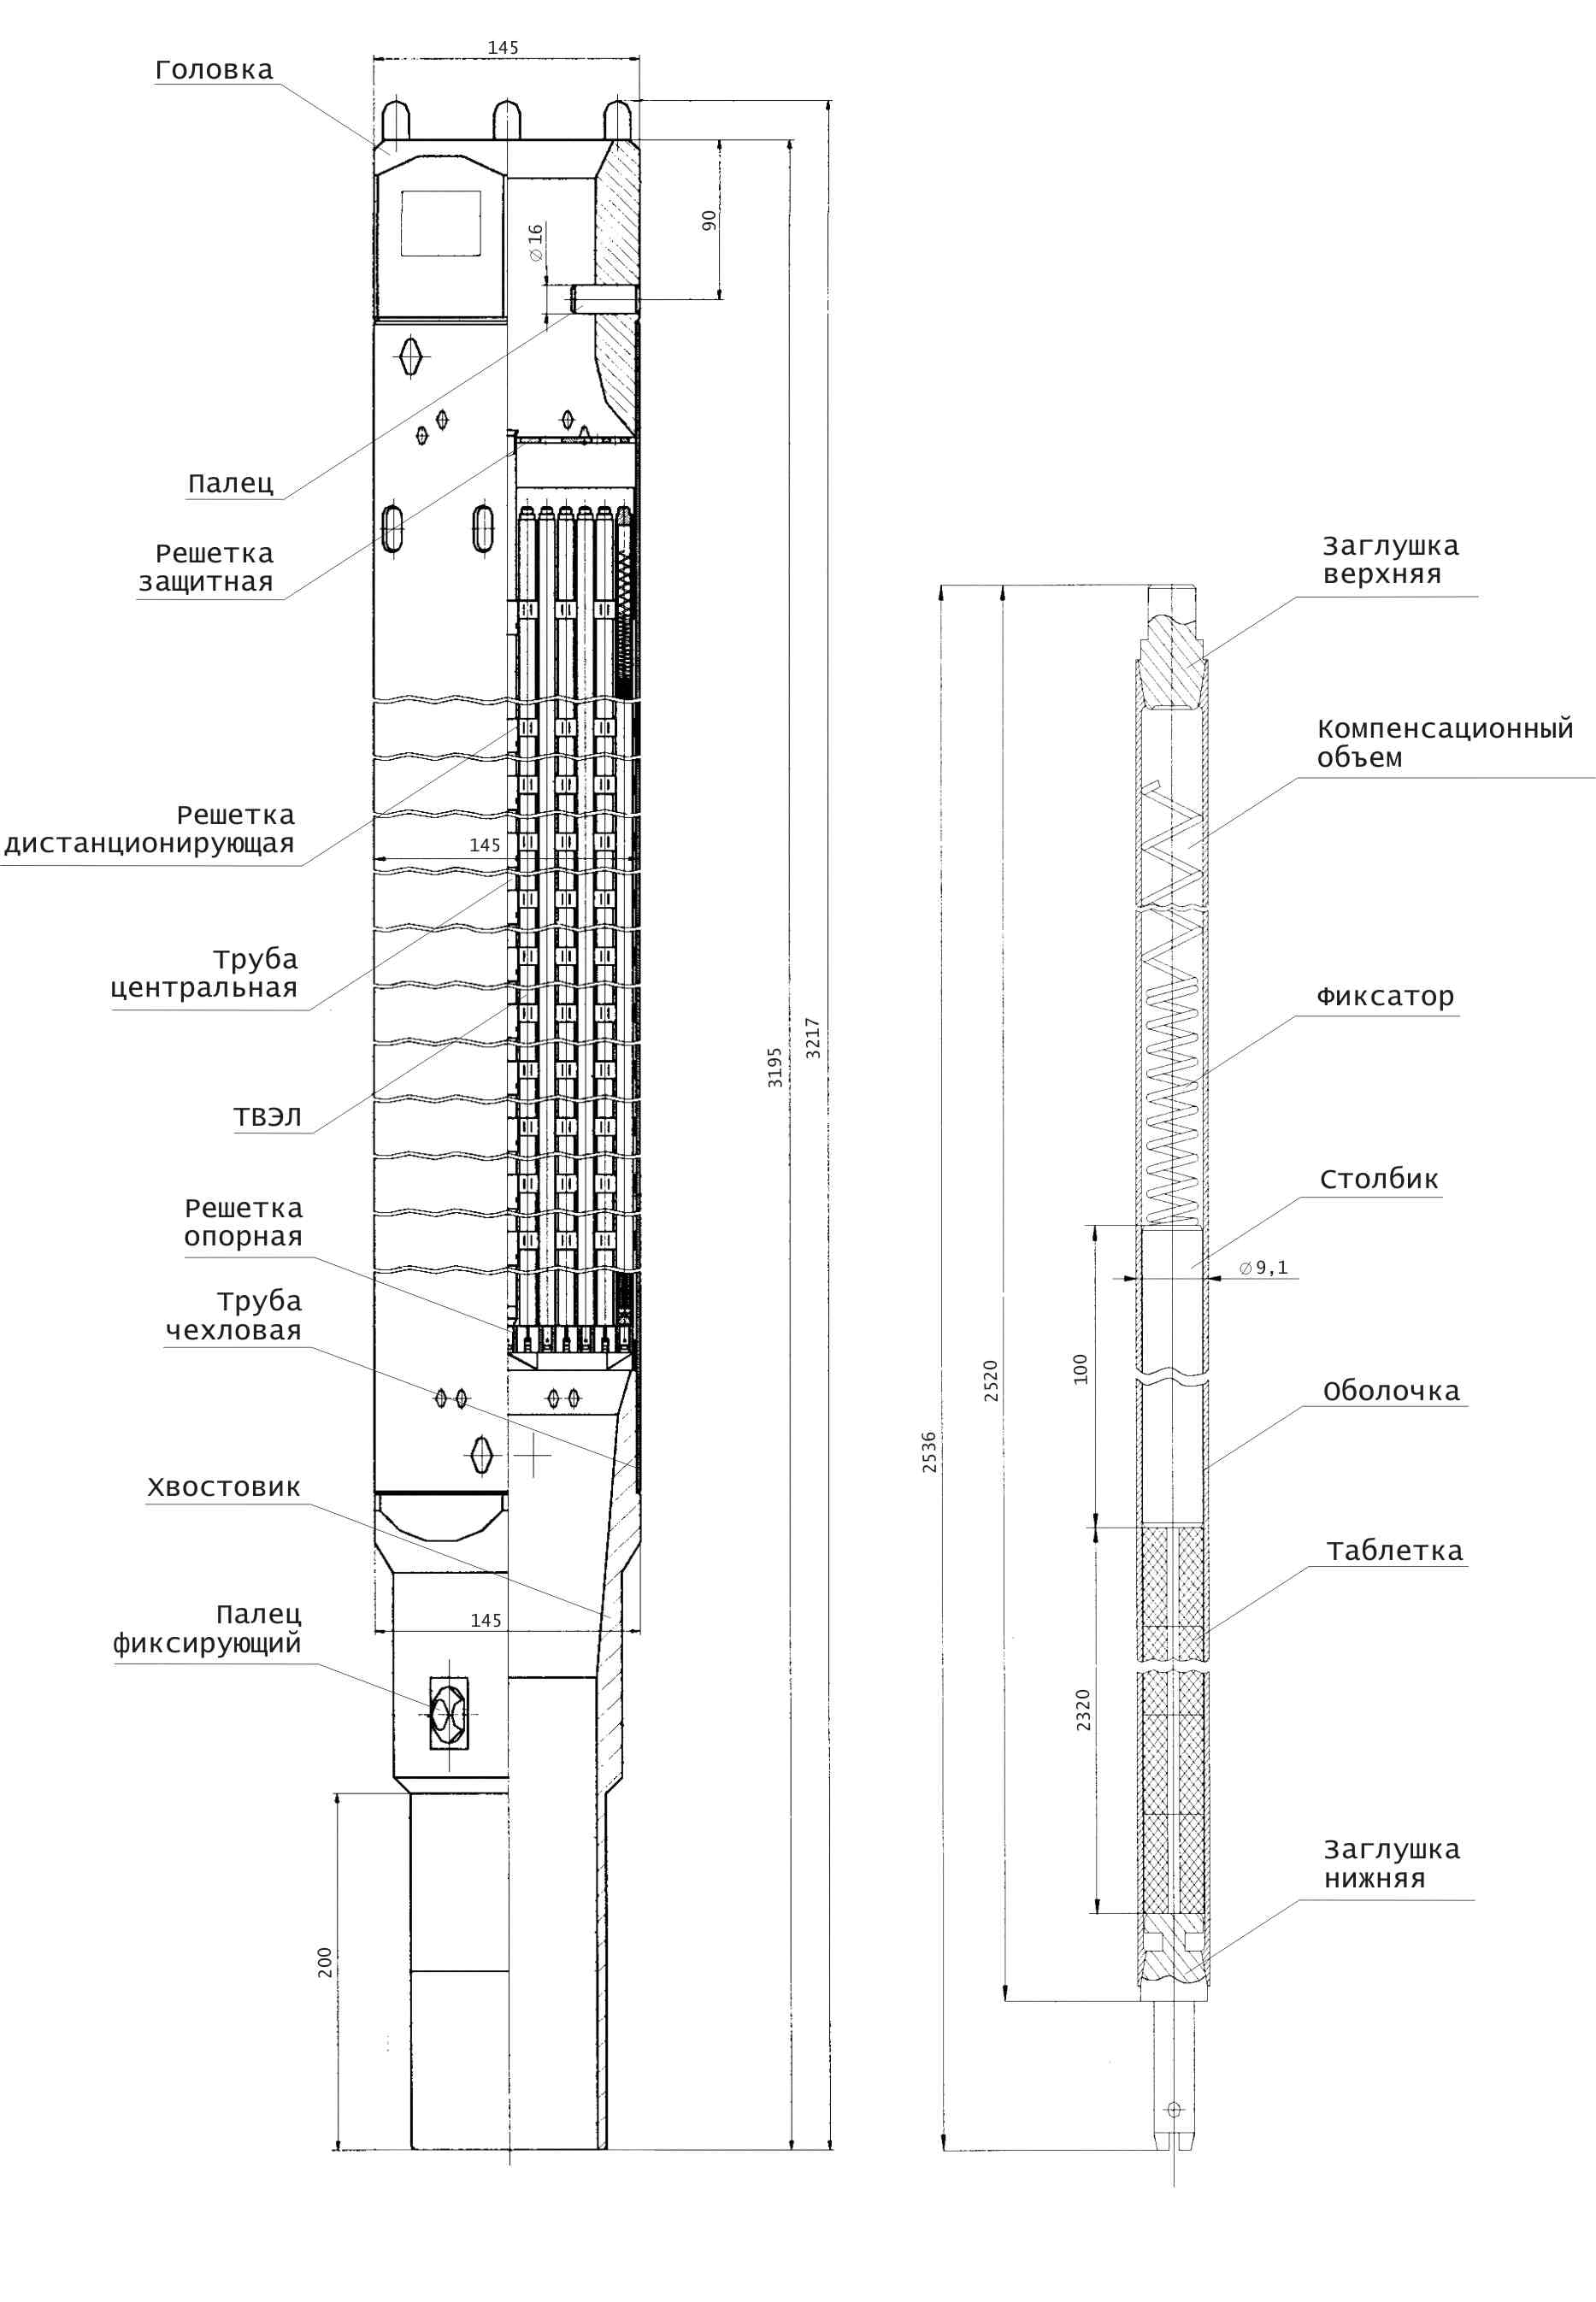 145
Головка
90
∅16
Палец
Решетка
защитная
Решетка
дистанционирующая
145
Труба
центральная
3195
3217
ТВЭЛ
Решетка
опорная
Труба
чехловая
Хвостовик
Палец
фиксирующий
145
200
Заглушка
верхняя
Компенсационный
объем
Фиксатор
Столбик
∅9,1
100
2520
2536
Оболочка
Таблетка
2320
Заглушка
нижняя